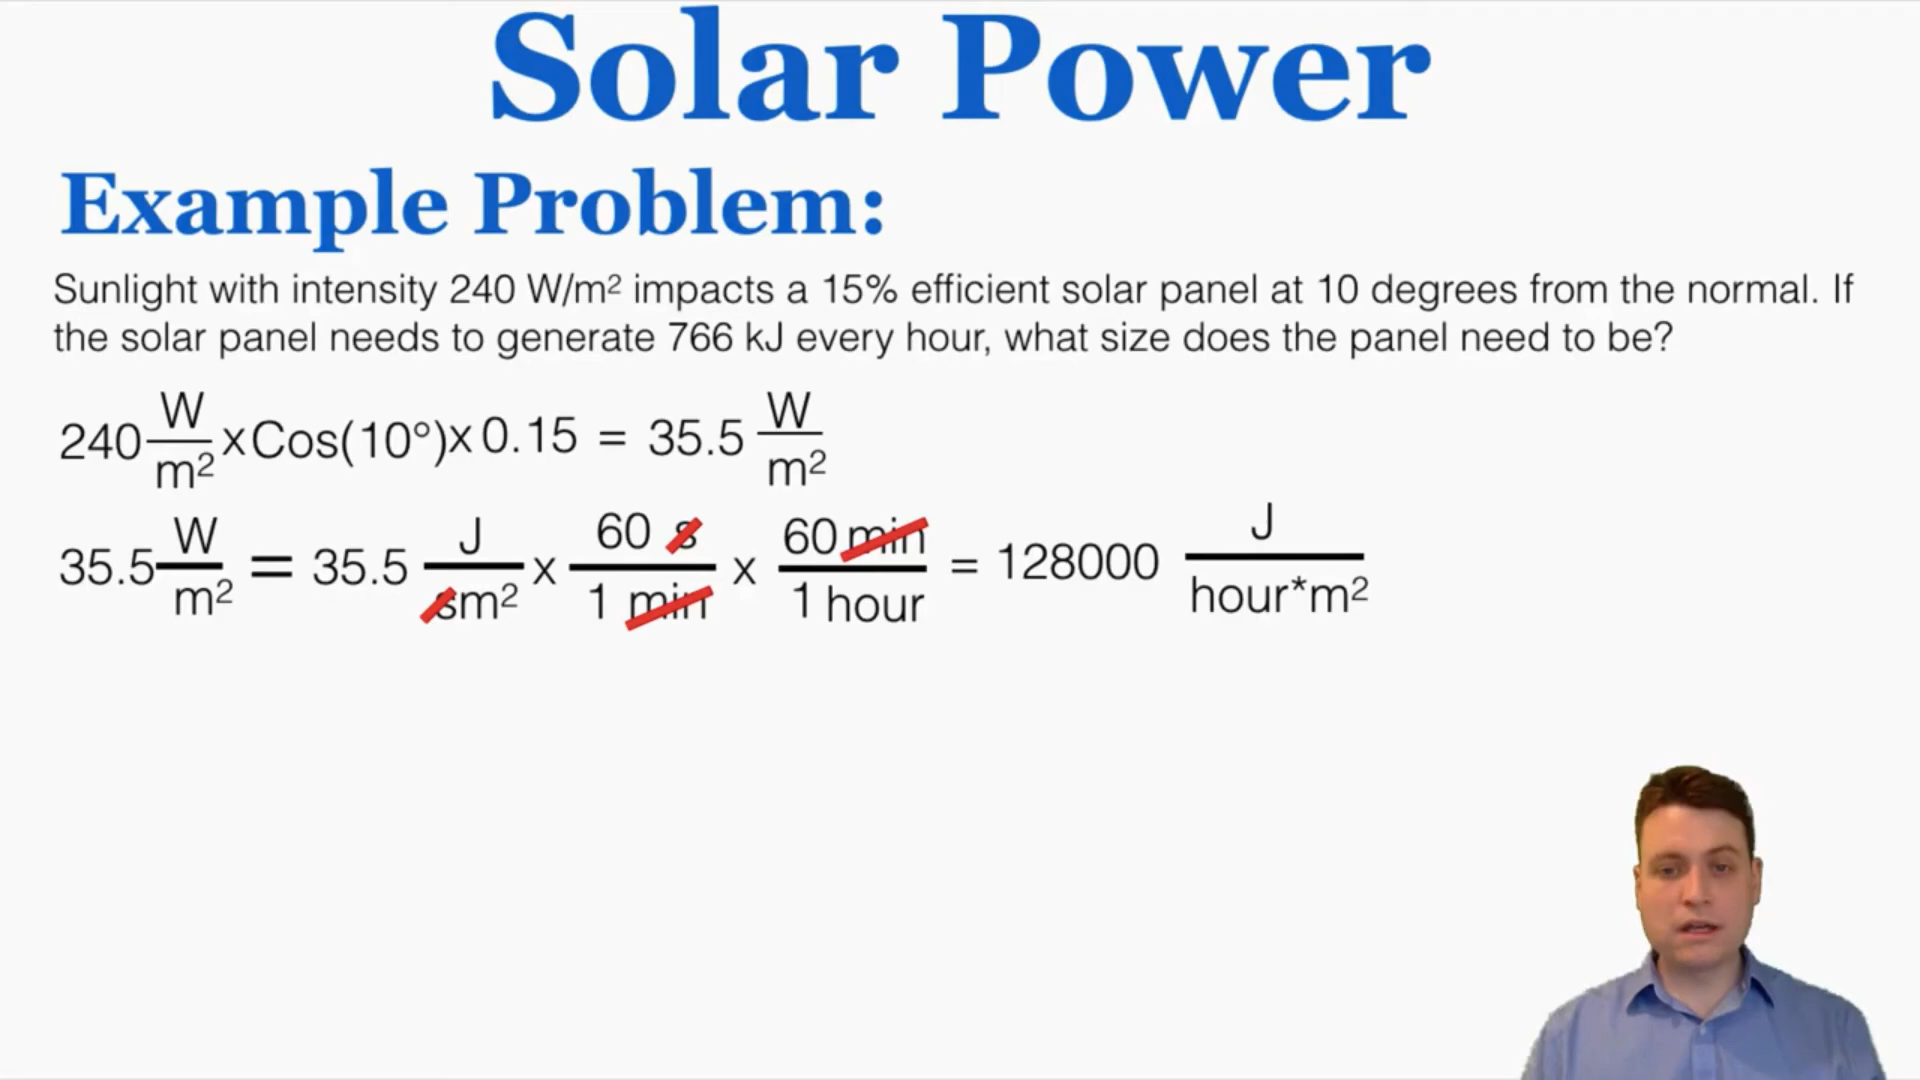 Solar Power
Example Problem:
Sunlight with intensity 240 W/m² impacts a 15% efficient solar panel at 10 degrees from the normal. If
the solar panel needs to generate 766 kJ every hour, what size does the panel need to be?
240 W/m² x Cos(10°) x 0.15 = 35.5 W/m²
35.5 W/m² = 35.5 J/sm² x 60 s/1 min x 60 min/1 hour = 128000 J/hour*m²